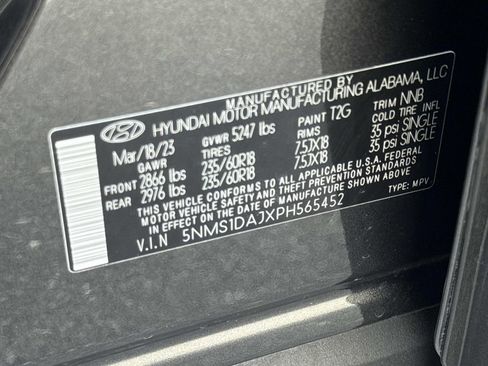 MANUFACTURED BY
HYUNDAI MOTOR MANUFACTURING ALABAMA, LLC
Mar/18/23 GVWR 5247 lbs PAINT T2G TRIM NNB
TIRES RIMS COLD TIRE INFL
FRONT 2866 lbs 235/60R18 7.5JX18 35 psi SINGLE
REAR 2976 lbs 235/60R18 7.5JX18 35 psi SINGLE
THIS VEHICLE CONFORMS TO ALL APPLICABLE U.S.A. FEDERAL
MOTOR VEHICLE SAFETY AND THEFT PREVENTION STANDARDS
IN EFFECT ON THE DATE OF MANUFACTURE SHOWN ABOVE.
V.I.N 5NMS1DAJXPH565452 TYPE: MPV